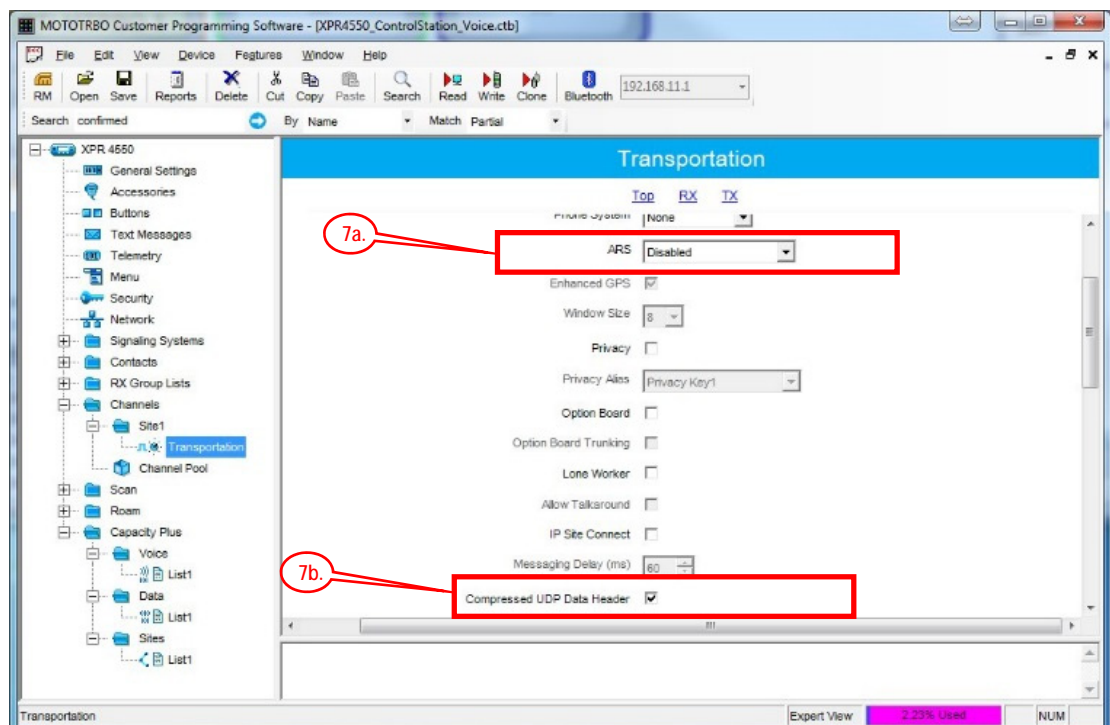 MOTOTRBO Customer Programming Software - [XPR4550_ControlStation_Voice.ctb]
File Edit View Device Features Window Help
RM Open Save Reports Delete Cut Copy Paste Search Read Write Clone Bluetooth 192.168.11.1
Search confirmed By Name Match Partial
XPR 4550
General Settings
Accessories
Buttons
Text Messages
Telemetry
Menu
Security
Network
Signaling Systems
Contacts
RX Group Lists
Channels
Site1
Transportation
Channel Pool
Scan
Roam
Capacity Plus
Voice
List1
Data
List1
Sites
List1
Transportation
Top RX TX
Phone System None
7a.
ARS Disabled
Enhanced GPS
Window Size 8
Privacy
Privacy Alias Privacy Key1
Option Board
Option Board Trunking
Lone Worker
Allow Talkaround
IP Site Connect
Messaging Delay (ms) 60
7b.
Compressed UDP Data Header
Transportation Expert View 2.23% Used NUM